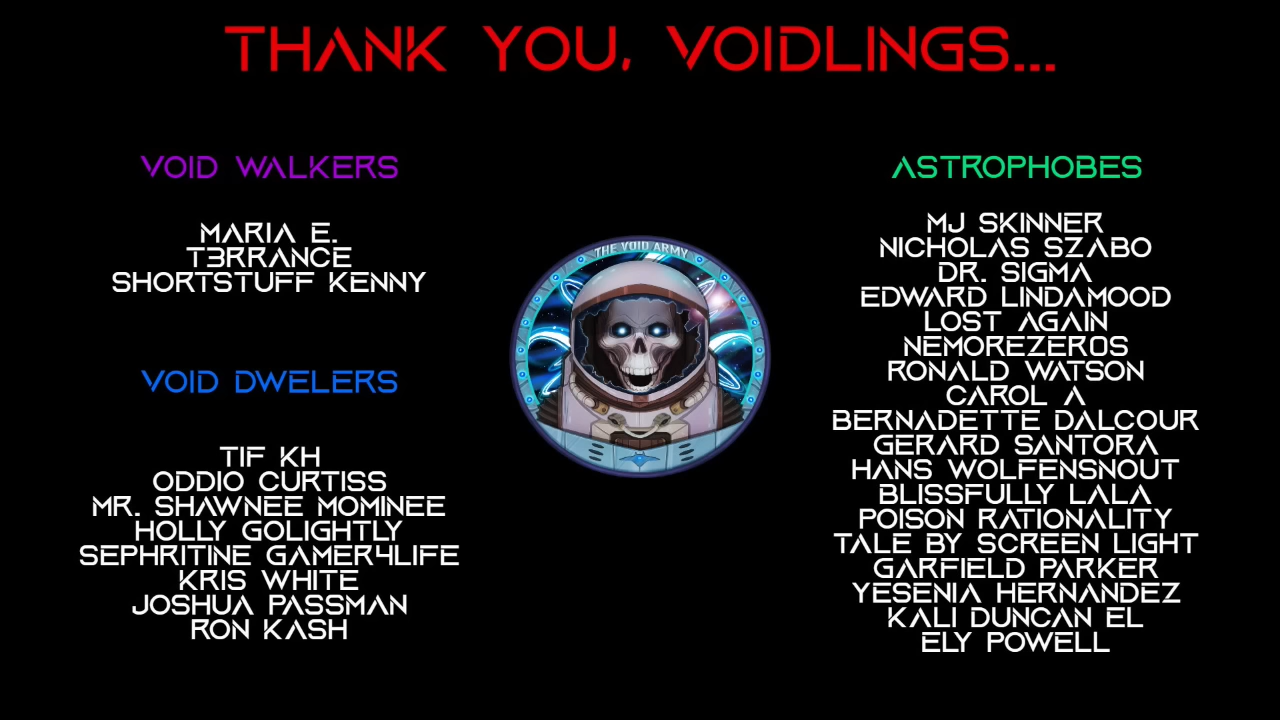 THANK YOU, VOIDLINGS...
VOID WALKERS
MARIA E.
T3RRANCE
SHORTSTUFF KENNY
VOID DWELERS
TIF KH
ODDIO CURTISS
MR. SHAWNEE MOMINEE
HOLLY GOLIGHTLY
SEPHRITINE GAMER4LIFE
KRIS WHITE
JOSHUA PASSMAN
RON KASH
THE VOID ARMY
ASTROPHOBES
MJ SKINNER
NICHOLAS SZABO
DR. SIGMA
EDWARD LINDAMOOD
LOST AGAIN
NEMOREZER0S
RONALD WATSON
CAROL A
BERNADETTE DALCOUR
GERARD SANTORA
HANS WOLFENSNOUT
BLISSFULLY LALA
POISON RATIONALITY
TALE BY SCREEN LIGHT
GARFIELD PARKER
YESENIA HERNANDEZ
KALI DUNCAN EL
ELY POWELL